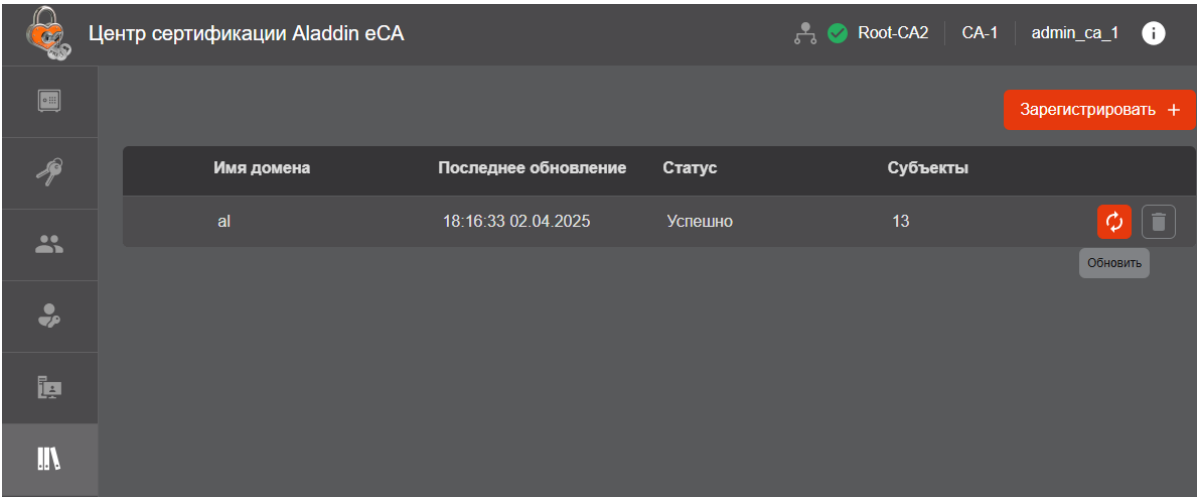 Центр сертификации Aladdin eCA
Root-CA2 CA-1 admin_ca_1
Зарегистрировать +
Имя домена Последнее обновление Статус Субъекты
al 18:16:33 02.04.2025 Успешно 13
Обновить